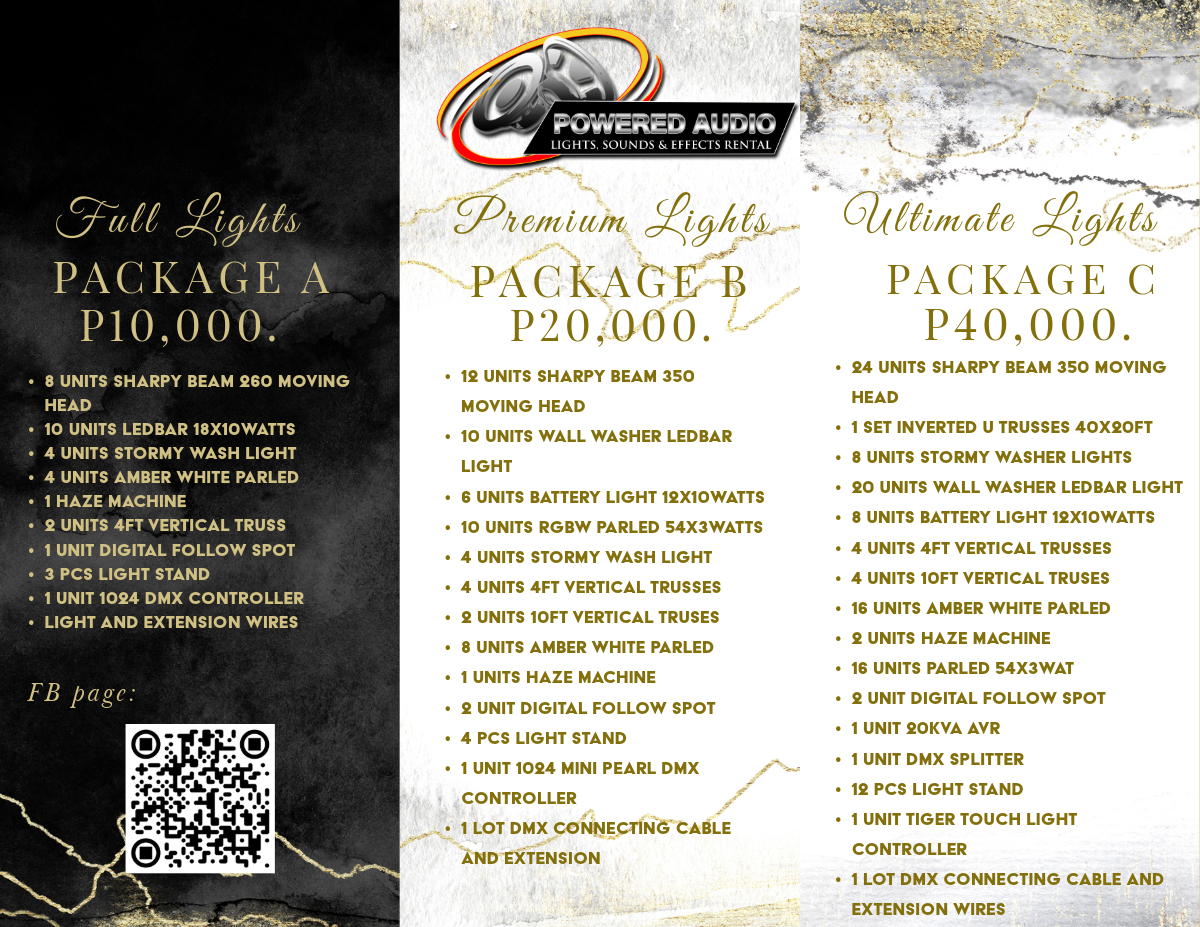 POWERED AUDIO
LIGHTS, SOUNDS & EFFECTS RENTAL
Full Lights
PACKAGE A
P10,000.
• 8 UNITS SHARPY BEAM 260 MOVING
HEAD
• 10 UNITS LEDBAR 18X10WATTS
• 4 UNITS STORMY WASH LIGHT
• 4 UNITS AMBER WHITE PARLED
• 1 HAZE MACHINE
• 2 UNITS 4FT VERTICAL TRUSS
• 1 UNIT DIGITAL FOLLOW SPOT
• 3 PCS LIGHT STAND
• 1 UNIT 1024 DMX CONTROLLER
• LIGHT AND EXTENSION WIRES
FB page:
Premium Lights
PACKAGE B
P20,000.
• 12 UNITS SHARPY BEAM 350
MOVING HEAD
• 10 UNITS WALL WASHER LEDBAR
LIGHT
• 6 UNITS BATTERY LIGHT 12X10WATTS
• 10 UNITS RGBW PARLED 54X3WATTS
• 4 UNITS STORMY WASH LIGHT
• 4 UNITS 4FT VERTICAL TRUSSES
• 2 UNITS 10FT VERTICAL TRUSES
• 8 UNITS AMBER WHITE PARLED
• 1 UNITS HAZE MACHINE
• 2 UNIT DIGITAL FOLLOW SPOT
• 4 PCS LIGHT STAND
• 1 UNIT 1024 MINI PEARL DMX
CONTROLLER
• 1 LOT DMX CONNECTING CABLE
AND EXTENSION
Ultimate Lights
PACKAGE C
P40,000.
• 24 UNITS SHARPY BEAM 350 MOVING
HEAD
• 1 SET INVERTED U TRUSSES 40X20FT
• 8 UNITS STORMY WASHER LIGHTS
• 20 UNITS WALL WASHER LEDBAR LIGHT
• 8 UNITS BATTERY LIGHT 12X10WATTS
• 4 UNITS 4FT VERTICAL TRUSSES
• 4 UNITS 10FT VERTICAL TRUSES
• 16 UNITS AMBER WHITE PARLED
• 2 UNITS HAZE MACHINE
• 16 UNITS PARLED 54X3WAT
• 2 UNIT DIGITAL FOLLOW SPOT
• 1 UNIT 20KVA AVR
• 1 UNIT DMX SPLITTER
• 12 PCS LIGHT STAND
• 1 UNIT TIGER TOUCH LIGHT
CONTROLLER
• 1 LOT DMX CONNECTING CABLE AND
EXTENSION WIRES